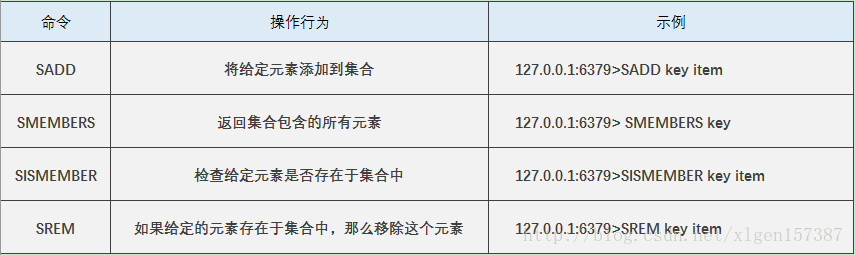 命令 操作行为 示例
SADD 将给定元素添加到集合 127.0.0.1:6379>SADD key item
SMEMBERS 返回集合包含的所有元素 127.0.0.1:6379> SMEMBERS key
SISMEMBER 检查给定元素是否存在于集合中 127.0.0.1:6379>SISMEMBER key item
SREM 如果给定的元素存在于集合中，那么移除这个元素 127.0.0.1:6379>SREM key item
http://blog.csdn.net/xlgen157387